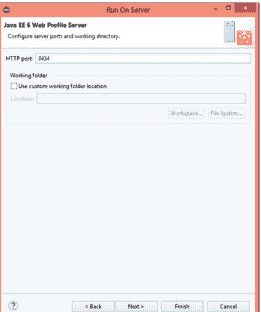 Run On Server
Java EE 6 Web Profile Server
Configure server ports and working directory.
HTTP port: 8434
Working folder
Use custom working folder location
Location:
Workspace... File System...
< Back Next > Finish Cancel